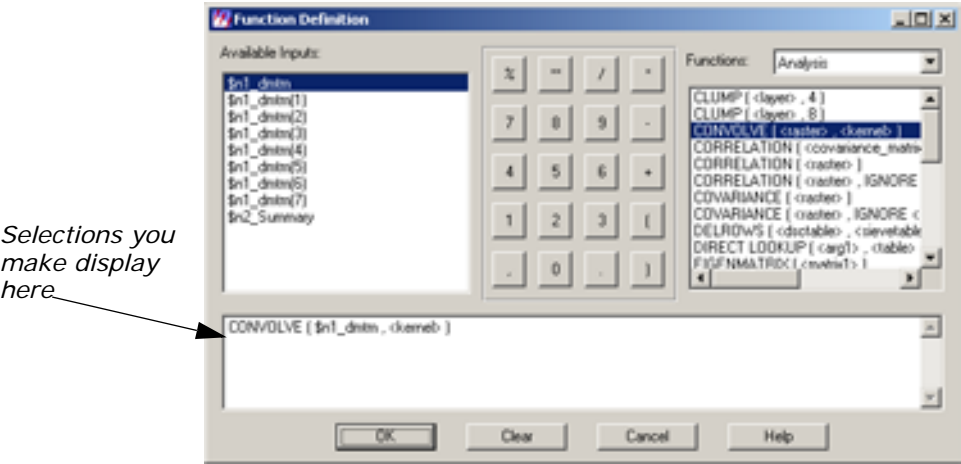 Function Definition
Available Inputs:
$n1_dmtm
$n1_dmtm(1)
$n1_dmtm(2)
$n1_dmtm(3)
$n1_dmtm(4)
$n1_dmtm(5)
$n1_dmtm(6)
$n1_dmtm(7)
$n2_Summary
% ** / *
7 8 9 -
4 5 6 +
1 2 3 (
, 0 . )
Functions: Analysis
CLUMP ( <layer> , 4 )
CLUMP ( <layer> , 8 )
CONVOLVE ( <raster> , <kernel> )
CORRELATION ( <covariance_matrix
CORRELATION ( <raster> )
CORRELATION ( <raster> , IGNORE
COVARIANCE ( <raster> )
COVARIANCE ( <raster> , IGNORE <
DELROWS ( <dsctable> , <sievetable
DIRECT LOOKUP ( <arg1> , <table>
EIGENMATRIX ( <matrix1> )
Selections you
make display
here
CONVOLVE ( $n1_dmtm , <kernel> )
OK
Clear
Cancel
Help